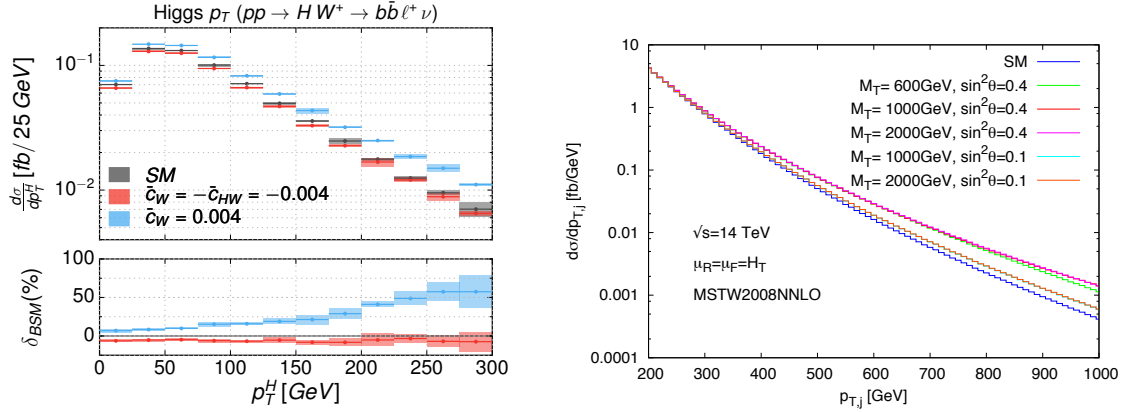 Higgs p_T (pp → H W⁺ → bb̄ ℓ⁺ ν)
dσ/dp_T^H [fb/25 GeV]
10⁻¹
10⁻²
SM
c̄_W = −c̄_HW = −0.004
c̄_W = 0.004
δ_BSM(%)
100
75
50
25
0
0 50 100 150 200 250 300
p_T^H [GeV]
dσ/dp_T,j [fb/GeV]
10
1
0.1
0.01
0.001
0.0001
SM
M_T= 600GeV, sin²θ=0.4
M_T= 1000GeV, sin²θ=0.4
M_T= 2000GeV, sin²θ=0.4
M_T= 1000GeV, sin²θ=0.1
M_T= 2000GeV, sin²θ=0.1
√s=14 TeV
μ_R=μ_F=H_T
MSTW2008NNLO
200 300 400 500 600 700 800 900 1000
p_T,j [GeV]